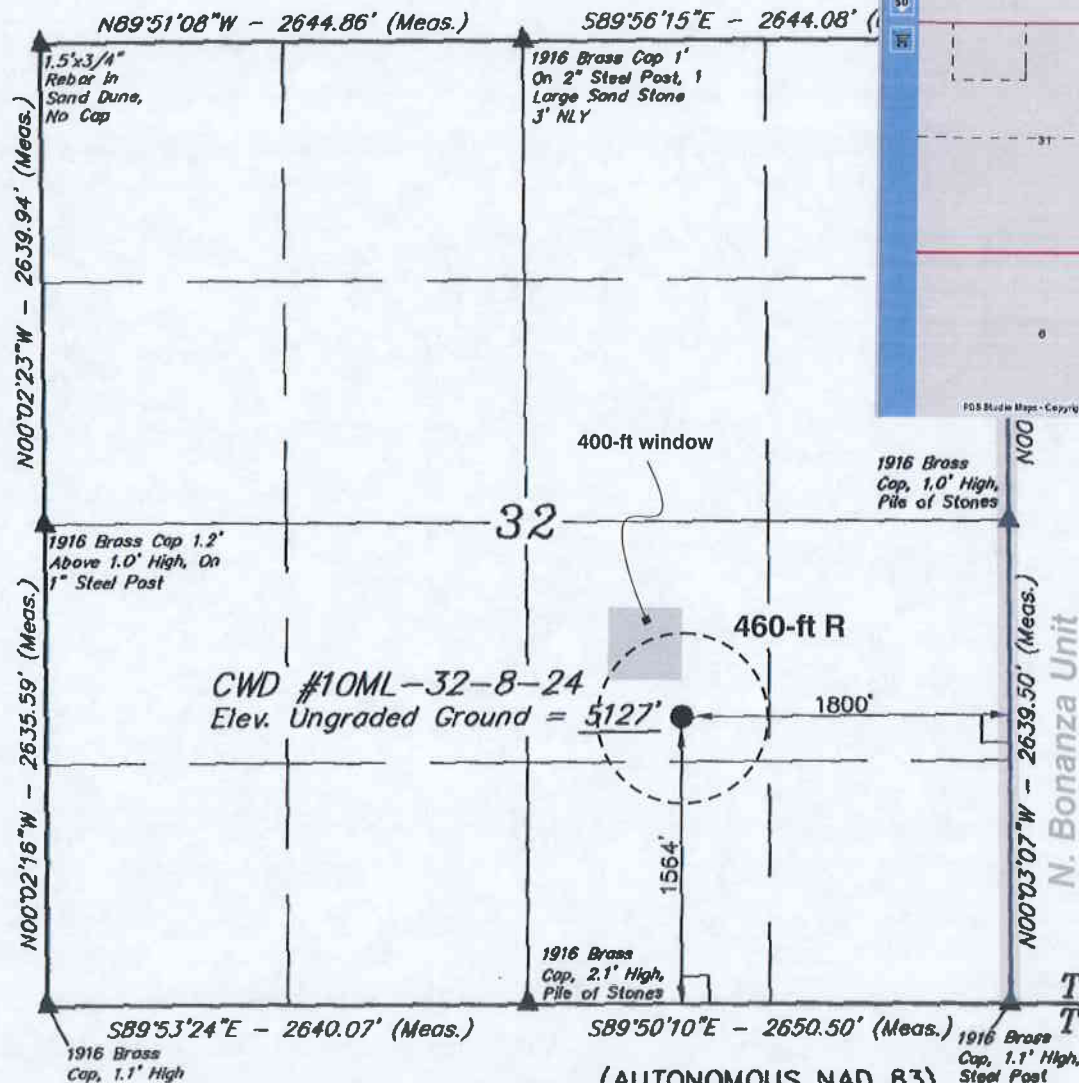 N89°51'08"W - 2644.86' (Meas.)
S89°56'15"E - 2644.08' (
1.5'x3/4"
Rebar in
Sand Dune,
No Cap
1916 Brass Cap 1'
On 2" Steel Post, 1
Large Sand Stone
3' NLY
31
6
PDS Studio Maps - Copyrig
N00°02'23"W - 2639.94' (Meas.)
N00
400-ft window
1916 Brass
Cap, 1.0' High,
Pile of Stones
32
1916 Brass Cap 1.2'
Above 1.0' High, On
1" Steel Post
460-ft R
CWD #10ML-32-8-24
Elev. Ungraded Ground = 5127'
1800'
1564'
N00°02'16"W - 2635.59' (Meas.)
N00°03'07"W - 2639.50' (Meas.)
N. Bonanza Unit
1916 Brass
Cap, 2.1' High,
Pile of Stones
T
T
S89°53'24"E - 2640.07' (Meas.)
S89°50'10"E - 2650.50' (Meas.)
1916 Brass
Cap, 1.1' High
1916 Brass
Cap, 1.1' High,
Steel Post
(AUTONOMOUS NAD 83)